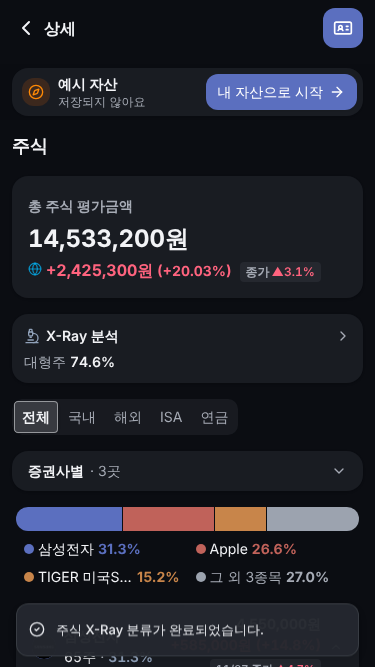 상세
예시 자산
저장되지 않아요
내 자산으로 시작
주식
총 주식 평가금액
14,533,200원
+2,425,300원 (+20.03%) 종가 ▲3.1%
X-Ray 분석
대형주 74.6%
전체 국내 해외 ISA 연금
증권사별 · 3곳
삼성전자 31.3% Apple 26.6%
TIGER 미국S... 15.2% 그 외 3종목 27.0%
주식 X-Ray 분류가 완료되었습니다.
65주 · 31.3%